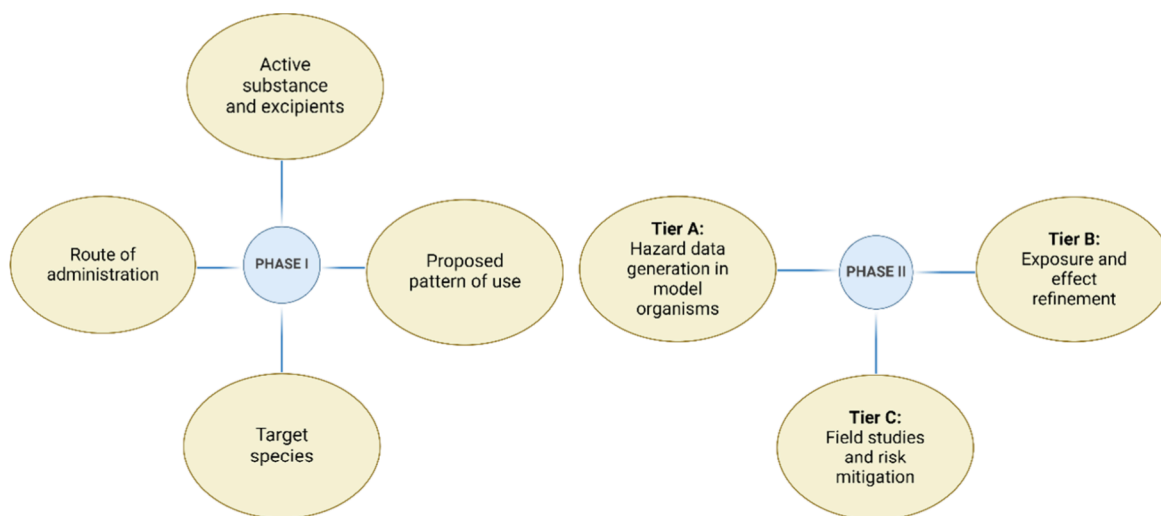 Active
substance
and excipients
Route of
administration
PHASE I
Proposed
pattern of use
Target
species
Tier A:
Hazard data
generation in
model
organisms
PHASE II
Tier B:
Exposure and
effect
refinement
Tier C:
Field studies
and risk
mitigation